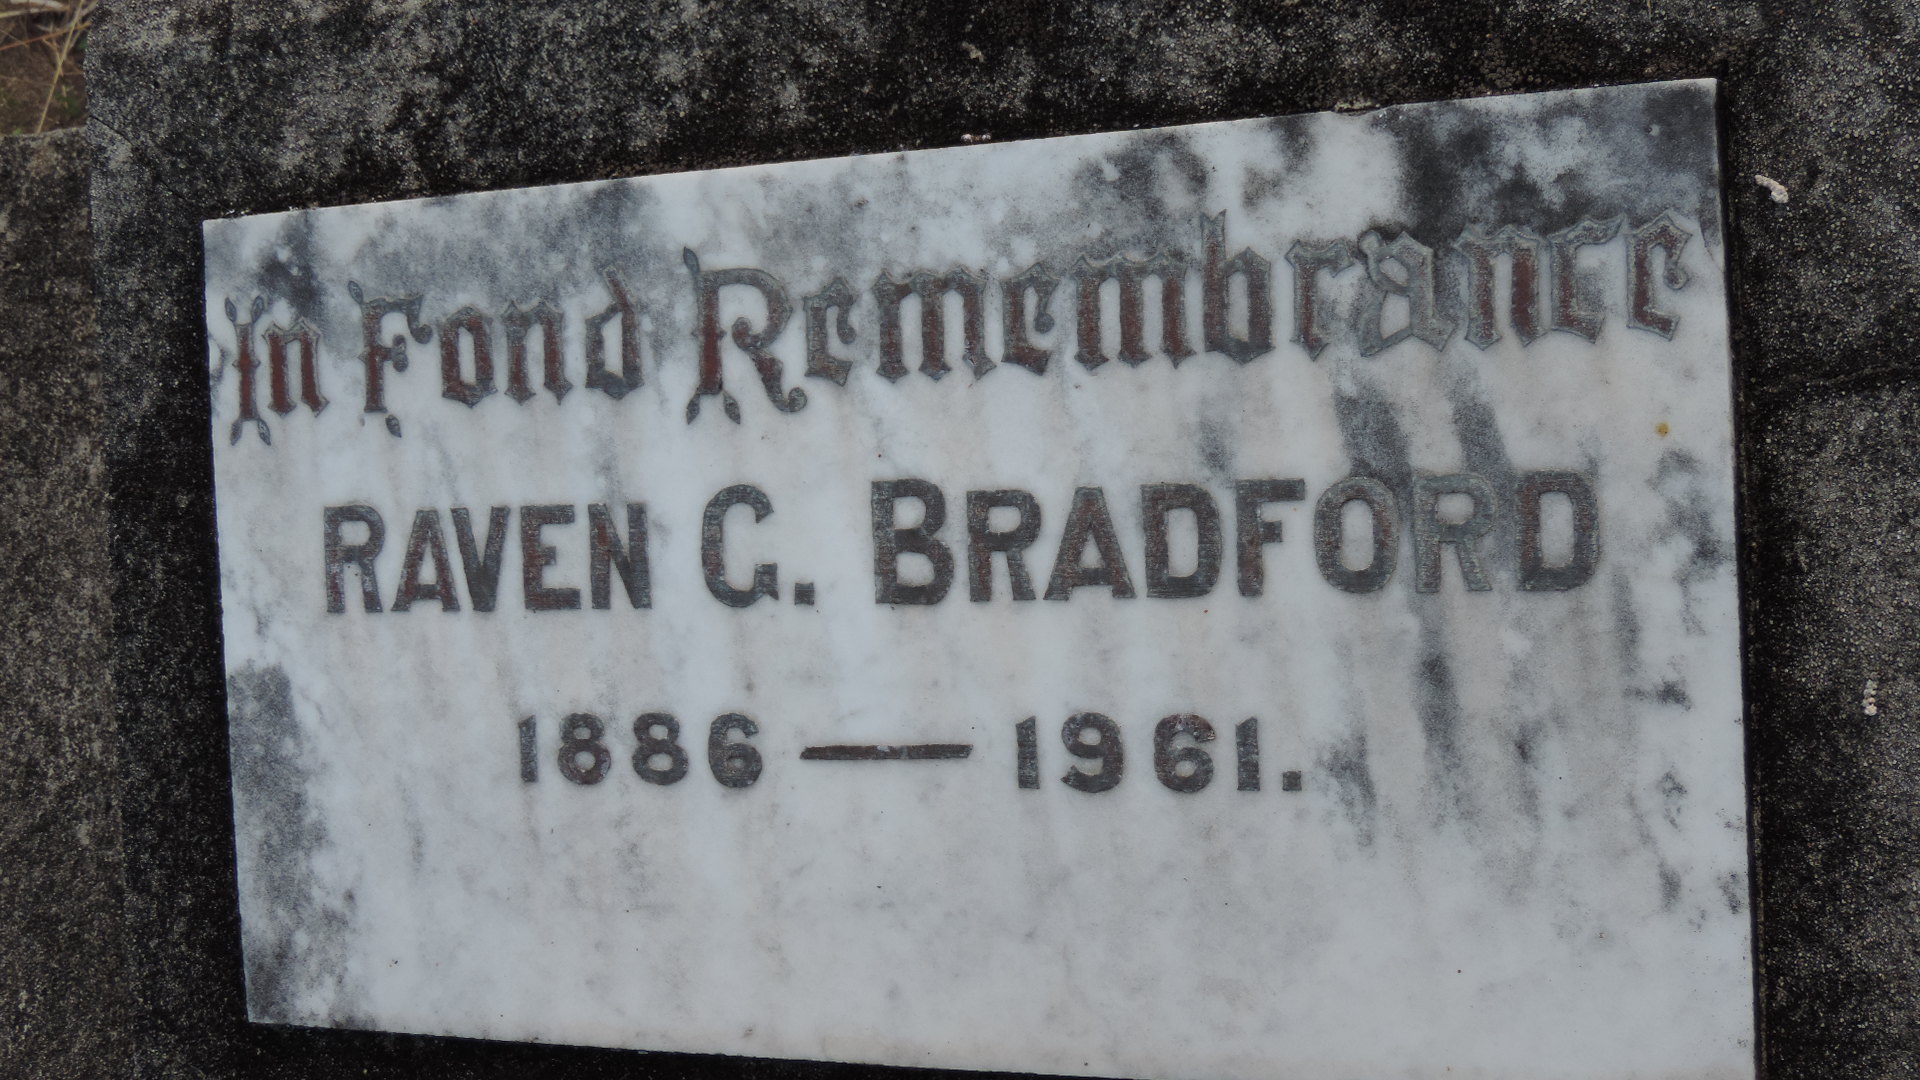 In Fond Remembrance
RAVEN G. BRADFORD
1886 — 1961.